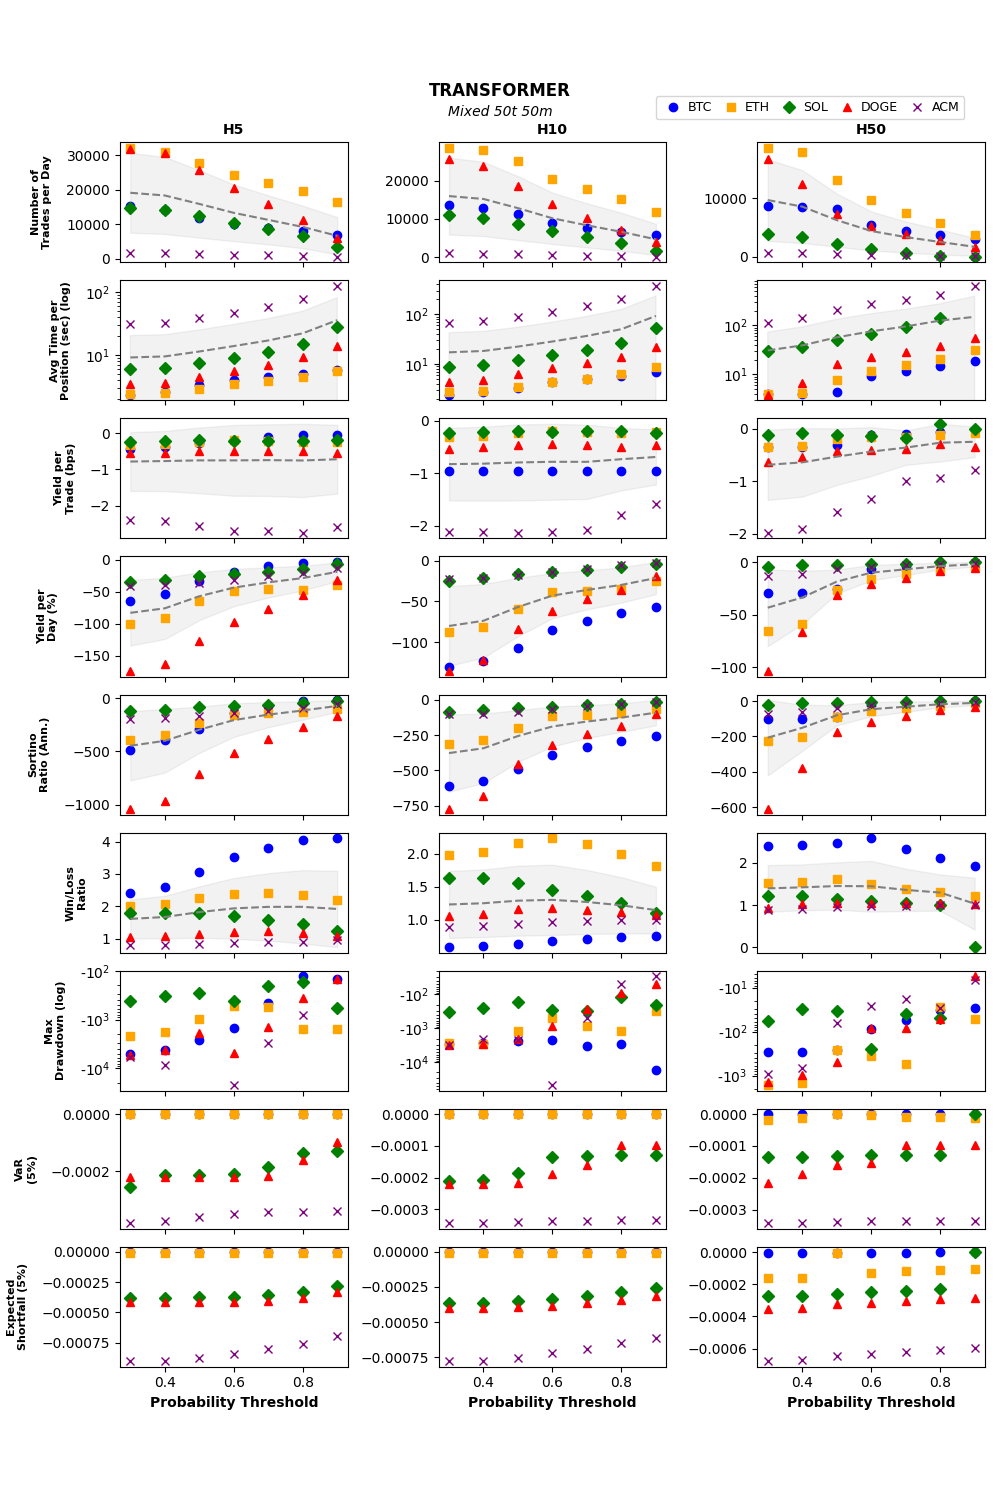 TRANSFORMER
Mixed 50t 50m
BTC ETH SOL DOGE ACM
H5 H10 H50
Number of
Trades per Day
30000 20000 10000 0
20000 10000 0
10000 0
Avg Time per
Position (sec) (log)
10² 10¹
10² 10¹
10² 10¹
Yield per
Trade (bps)
0 −1 −2
0 −1 −2
0 −1 −2
Yield per
Day (%)
0 −50 −100 −150
0 −50 −100
0 −50 −100
Sortino
Ratio (Ann.)
0 −500 −1000
0 −250 −500 −750
0 −200 −400 −600
Win/Loss
Ratio
4 3 2 1
2.0 1.5 1.0
2 1 0
Max
Drawdown (log)
-10² -10³ -10⁴
-10² -10³ -10⁴
-10¹ -10² -10³
VaR
(5%)
0.0000 −0.0002
0.0000 −0.0001 −0.0002 −0.0003
0.0000 −0.0001 −0.0002 −0.0003
Expected
Shortfall (5%)
0.00000 −0.00025 −0.00050 −0.00075
0.00000 −0.00025 −0.00050 −0.00075
0.0000 −0.0002 −0.0004 −0.0006
0.4 0.6 0.8 0.4 0.6 0.8 0.4 0.6 0.8
Probability Threshold Probability Threshold Probability Threshold